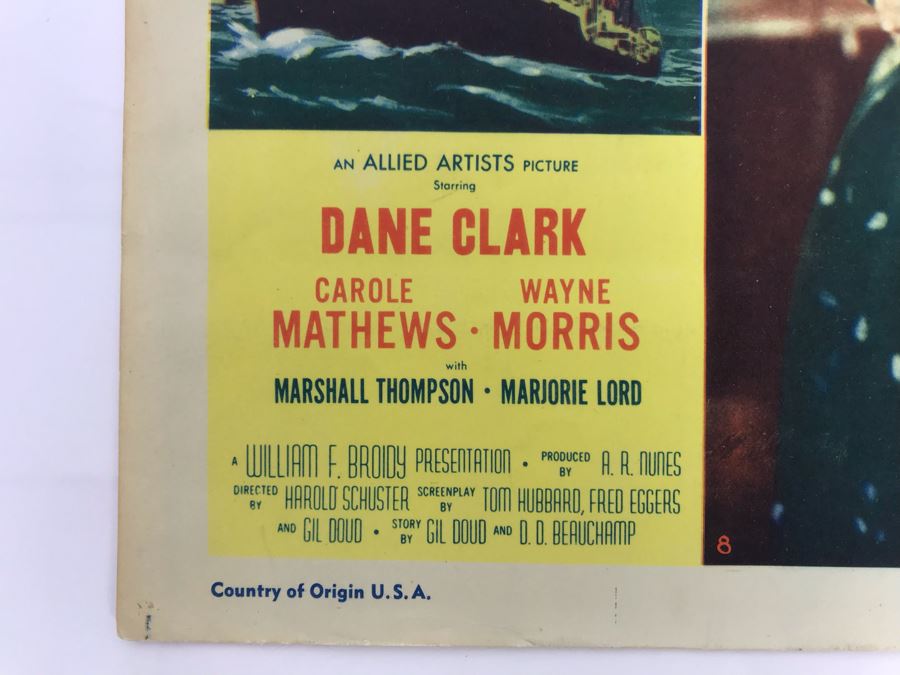 AN ALLIED ARTISTS PICTURE
Starring
DANE CLARK
CAROLE WAYNE
MATHEWS · MORRIS
with
MARSHALL THOMPSON · MARJORIE LORD
A WILLIAM F. BROIDY PRESENTATION · PRODUCED BY A. R. NUNES
DIRECTED BY HAROLD SCHUSTER SCREENPLAY BY TOM HUBBARD, FRED EGGERS
AND GIL DOUD · STORY BY GIL DOUD AND D. D. BEAUCHAMP
8
Country of Origin U.S.A.